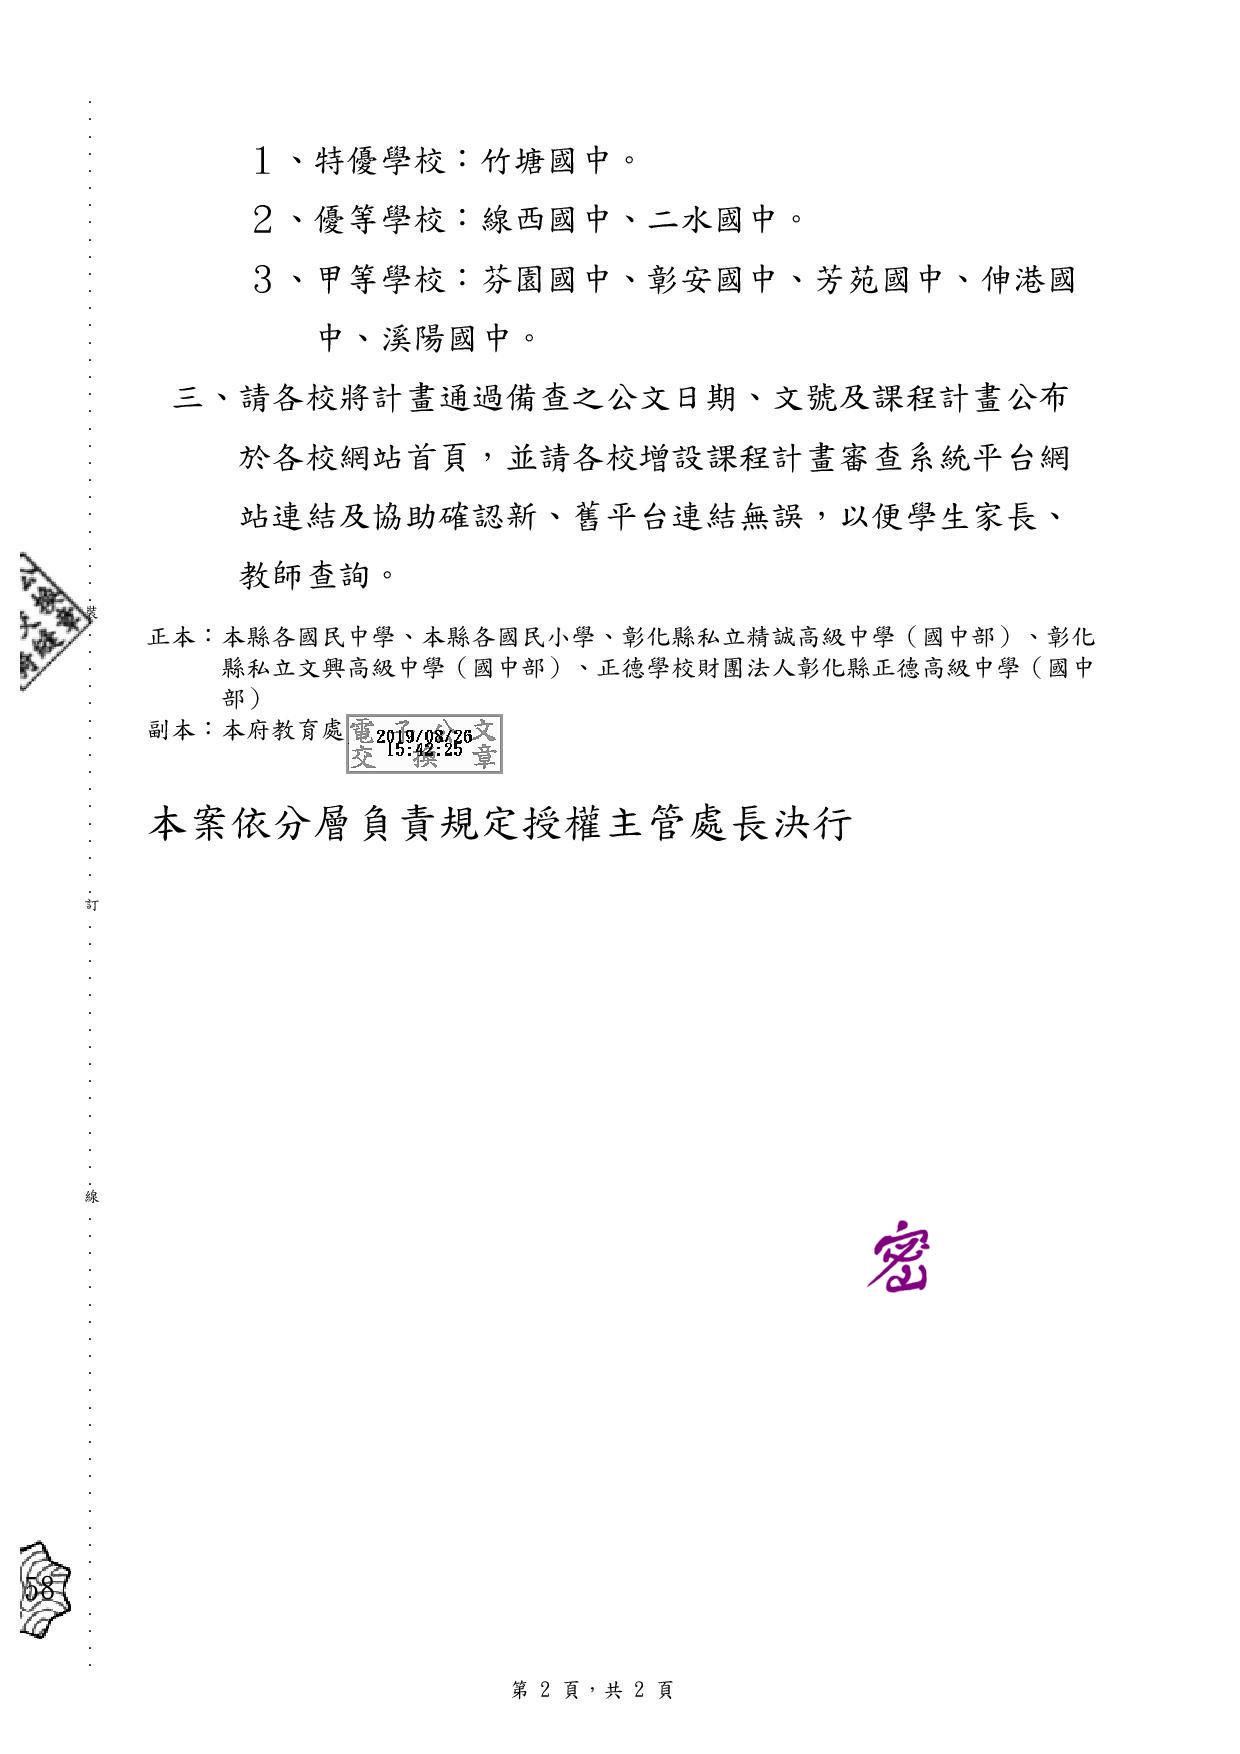 １、特優學校：竹塘國中。
２、優等學校：線西國中、二水國中。
３、甲等學校：芬園國中、彰安國中、芳苑國中、伸港國
中、溪陽國中。
三、請各校將計畫通過備查之公文日期、文號及課程計畫公布
於各校網站首頁，並請各校增設課程計畫審查系統平台網
站連結及協助確認新、舊平台連結無誤，以便學生家長、
教師查詢。
裝
正本：本縣各國民中學、本縣各國民小學、彰化縣私立精誠高級中學（國中部）、彰化
縣私立文興高級中學（國中部）、正德學校財團法人彰化縣正德高級中學（國中
部）
副本：本府教育處
電子公文
2019/08/26
15:42:25
交換章
本案依分層負責規定授權主管處長決行
訂
線
密
58
第 2 頁，共 2 頁